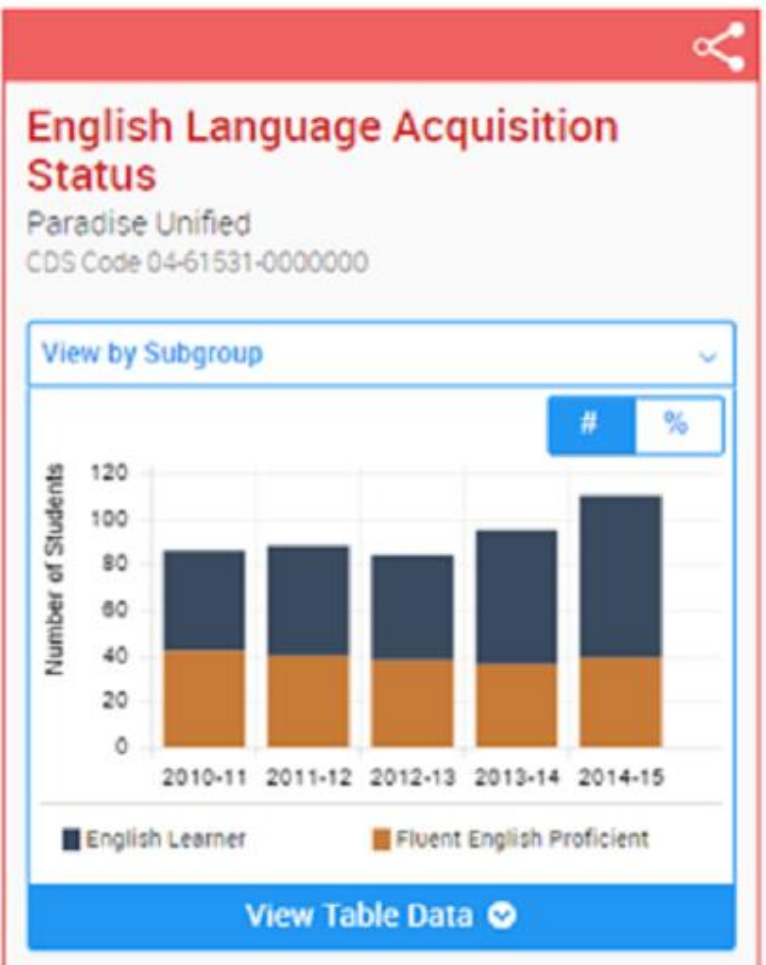 English Language Acquisition
Status
Paradise Unified
CDS Code 04-61531-0000000
View by Subgroup
# %
Number of Students
120
100
80
60
40
20
0
2010-11 2011-12 2012-13 2013-14 2014-15
English Learner Fluent English Proficient
View Table Data